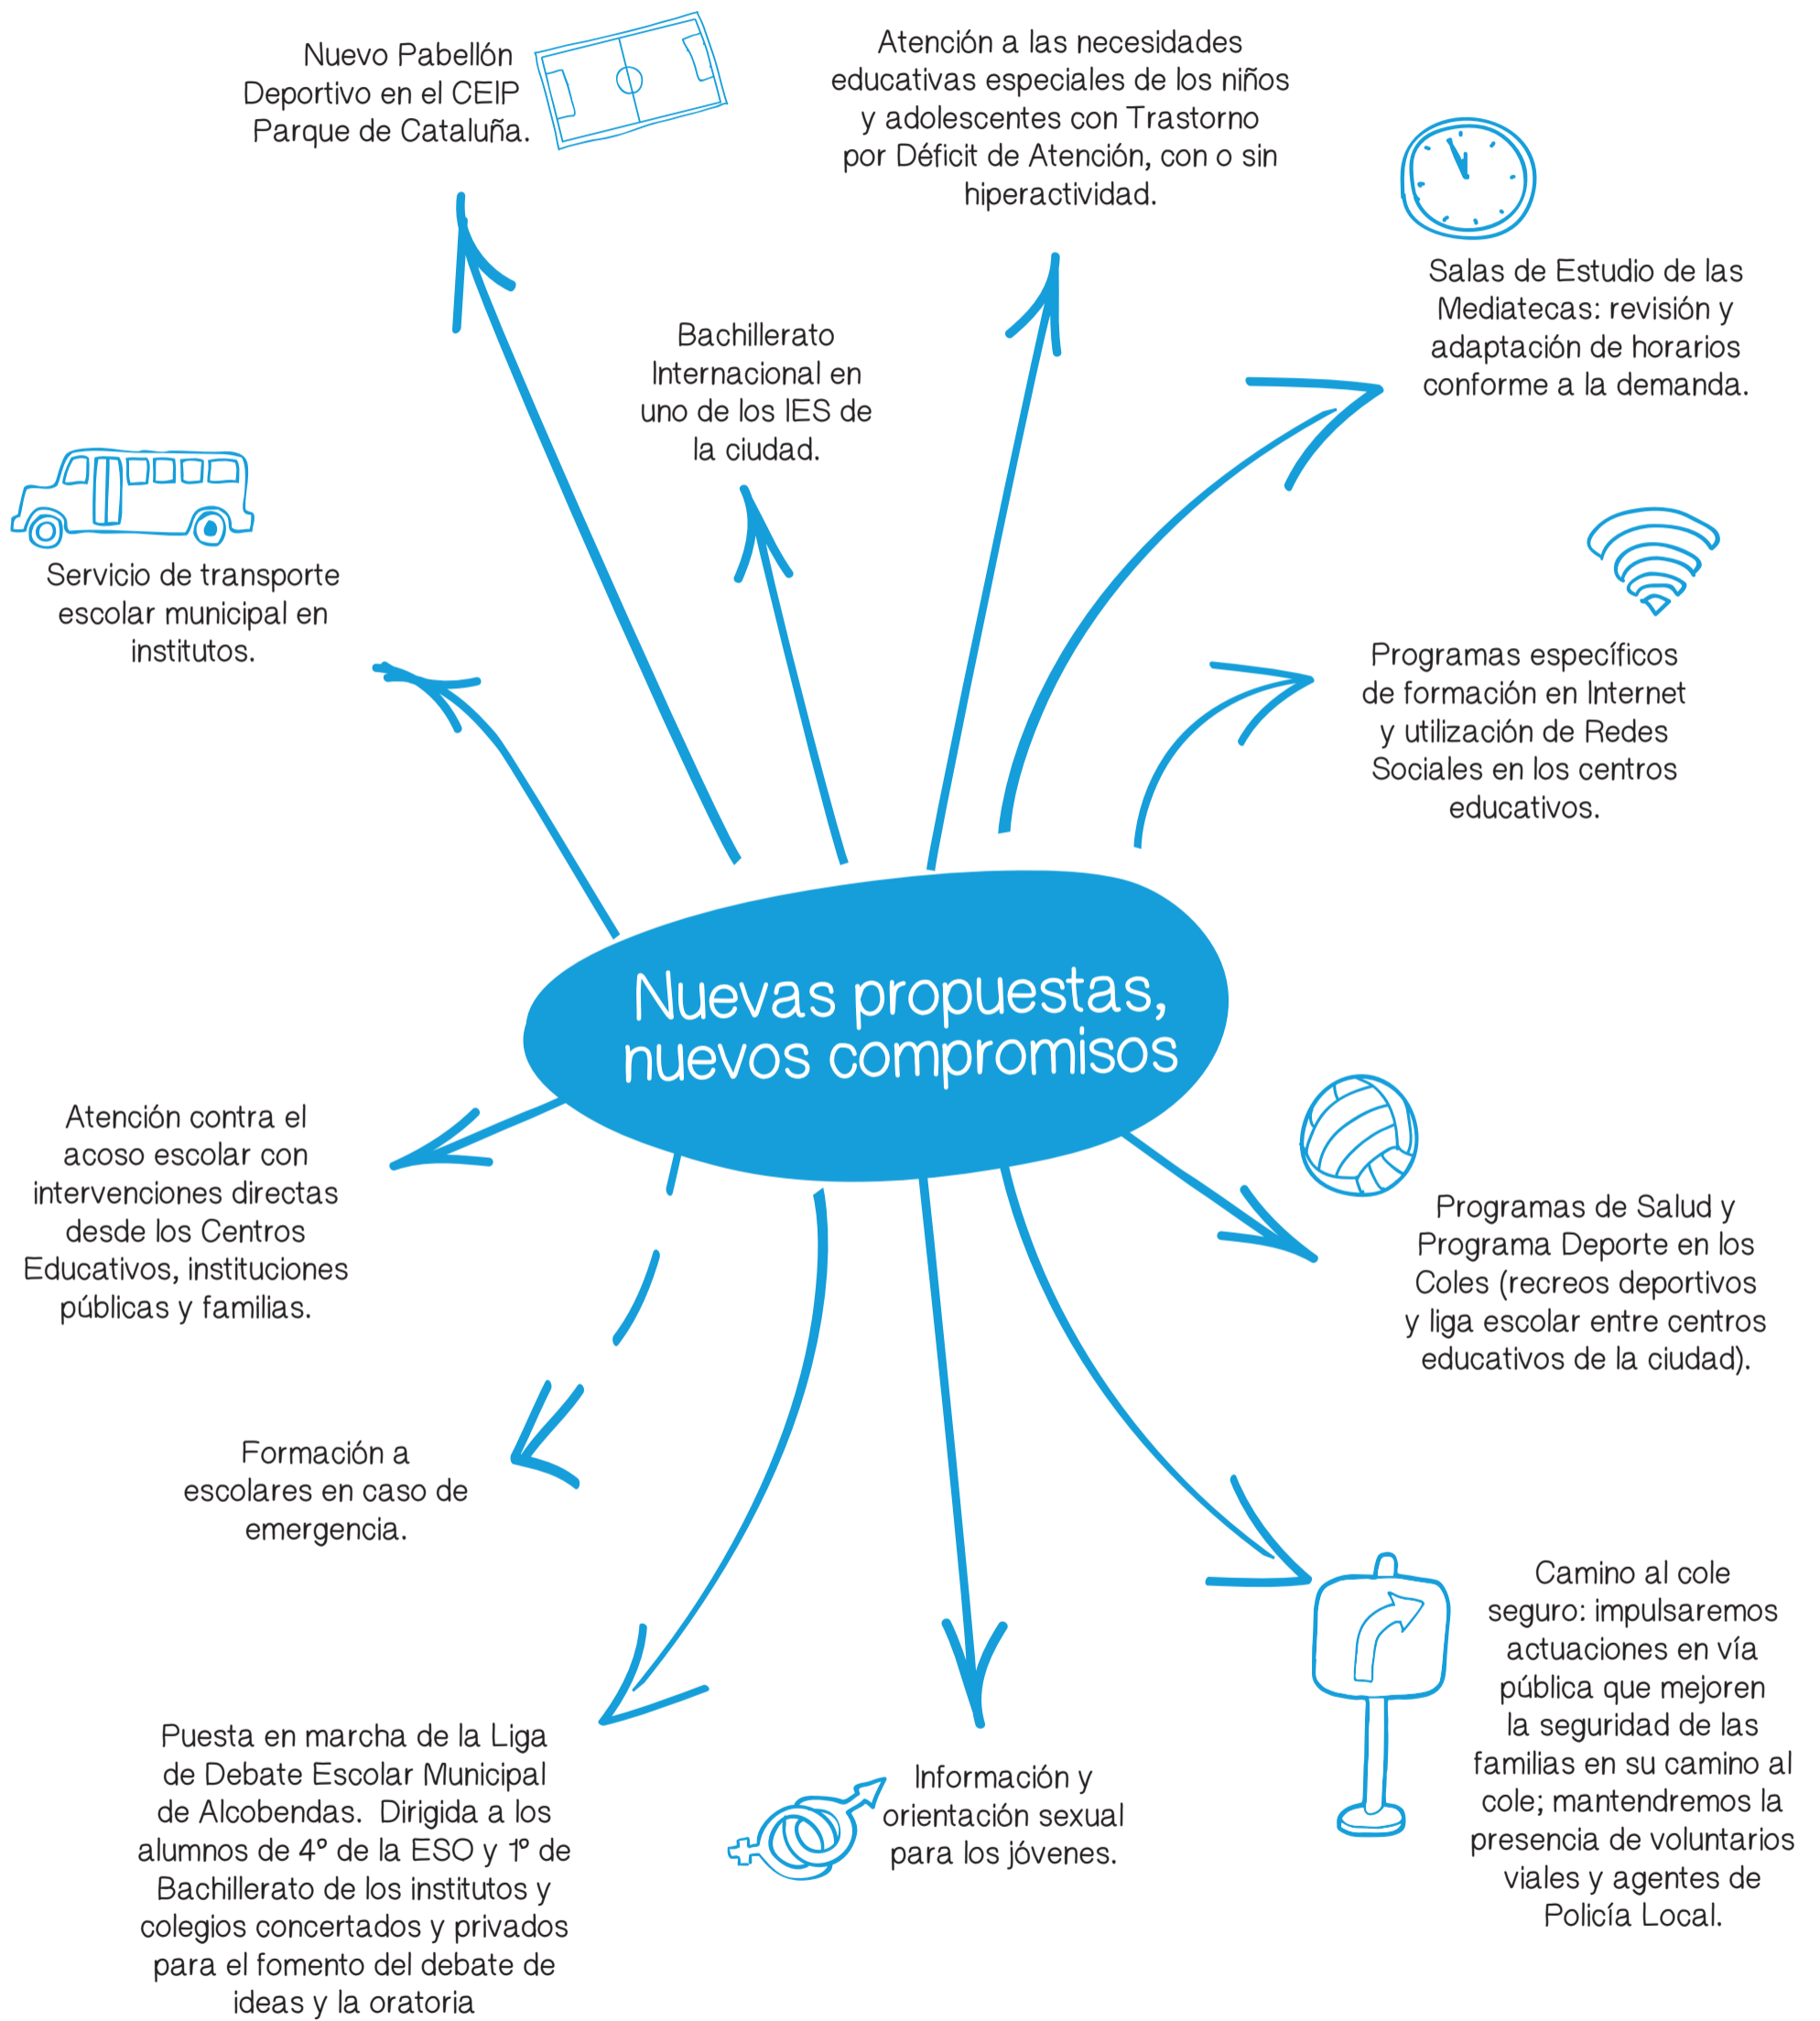 Nuevo Pabellón
Deportivo en el CEIP
Parque de Cataluña.
Atención a las necesidades
educativas especiales de los niños
y adolescentes con Trastorno
por Déficit de Atención, con o sin
hiperactividad.
Salas de Estudio de las
Mediatecas: revisión y
adaptación de horarios
conforme a la demanda.
Bachillerato
Internacional en
uno de los IES de
la ciudad.
Servicio de transporte
escolar municipal en
institutos.
Programas específicos
de formación en Internet
y utilización de Redes
Sociales en los centros
educativos.
Nuevas propuestas,
nuevos compromisos
Atención contra el
acoso escolar con
intervenciones directas
desde los Centros
Educativos, instituciones
públicas y familias.
Programas de Salud y
Programa Deporte en los
Coles (recreos deportivos
y liga escolar entre centros
educativos de la ciudad).
Formación a
escolares en caso de
emergencia.
Camino al cole
seguro: impulsaremos
actuaciones en vía
pública que mejoren
la seguridad de las
familias en su camino al
cole; mantendremos la
presencia de voluntarios
viales y agentes de
Policía Local.
Puesta en marcha de la Liga
de Debate Escolar Municipal
de Alcobendas. Dirigida a los
alumnos de 4º de la ESO y 1º de
Bachillerato de los institutos y
colegios concertados y privados
para el fomento del debate de
ideas y la oratoria
Información y
orientación sexual
para los jóvenes.